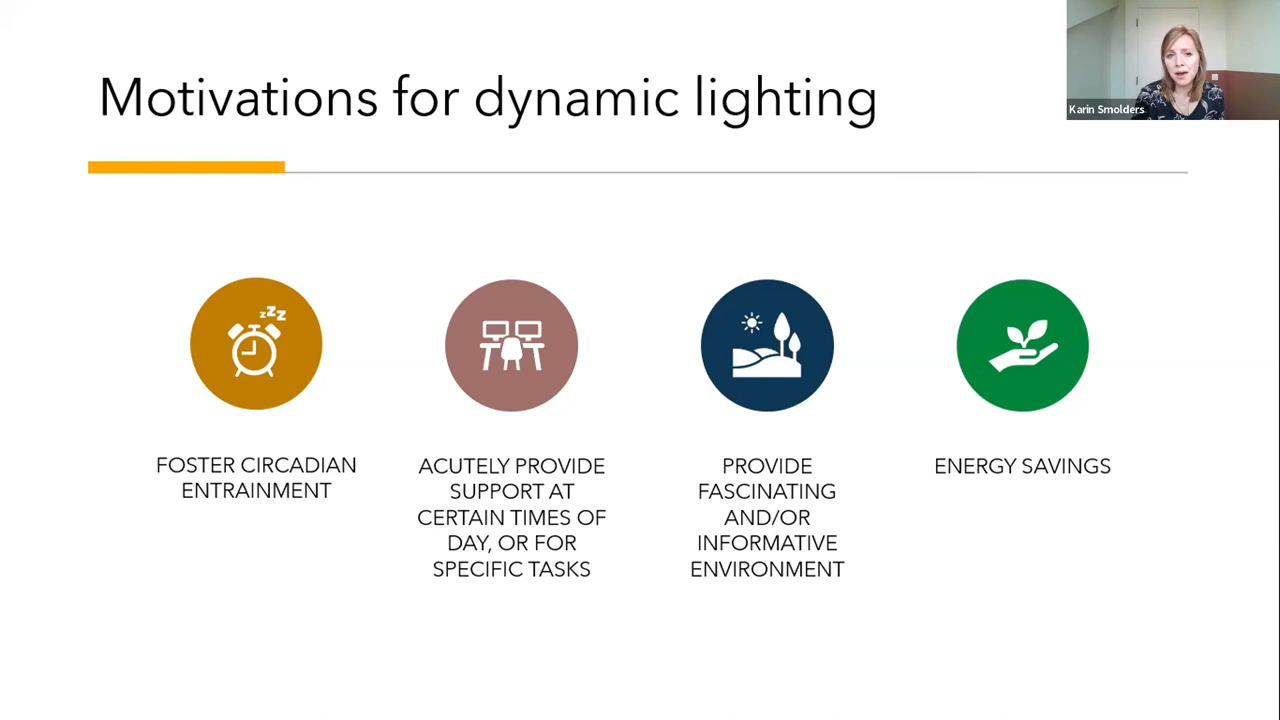 Motivations for dynamic lighting
Karin Smolders
zzZ
FOSTER CIRCADIAN
ENTRAINMENT
ACUTELY PROVIDE
SUPPORT AT
CERTAIN TIMES OF
DAY, OR FOR
SPECIFIC TASKS
PROVIDE
FASCINATING
AND/OR
INFORMATIVE
ENVIRONMENT
ENERGY SAVINGS